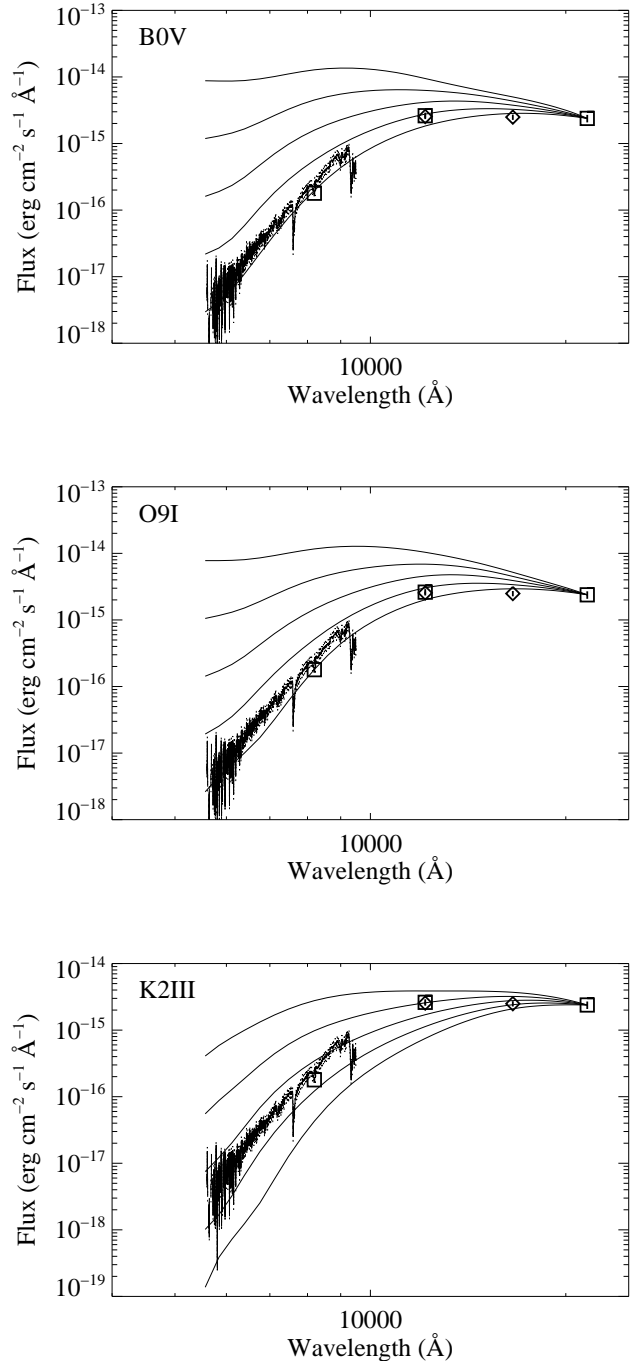 B0V
10⁻¹³
10⁻¹⁴
10⁻¹⁵
10⁻¹⁶
10⁻¹⁷
10⁻¹⁸
Flux (erg cm⁻² s⁻¹ Å⁻¹)
10000
Wavelength (Å)
O9I
10⁻¹³
10⁻¹⁴
10⁻¹⁵
10⁻¹⁶
10⁻¹⁷
10⁻¹⁸
Flux (erg cm⁻² s⁻¹ Å⁻¹)
10000
Wavelength (Å)
K2III
10⁻¹⁴
10⁻¹⁵
10⁻¹⁶
10⁻¹⁷
10⁻¹⁸
10⁻¹⁹
Flux (erg cm⁻² s⁻¹ Å⁻¹)
10000
Wavelength (Å)